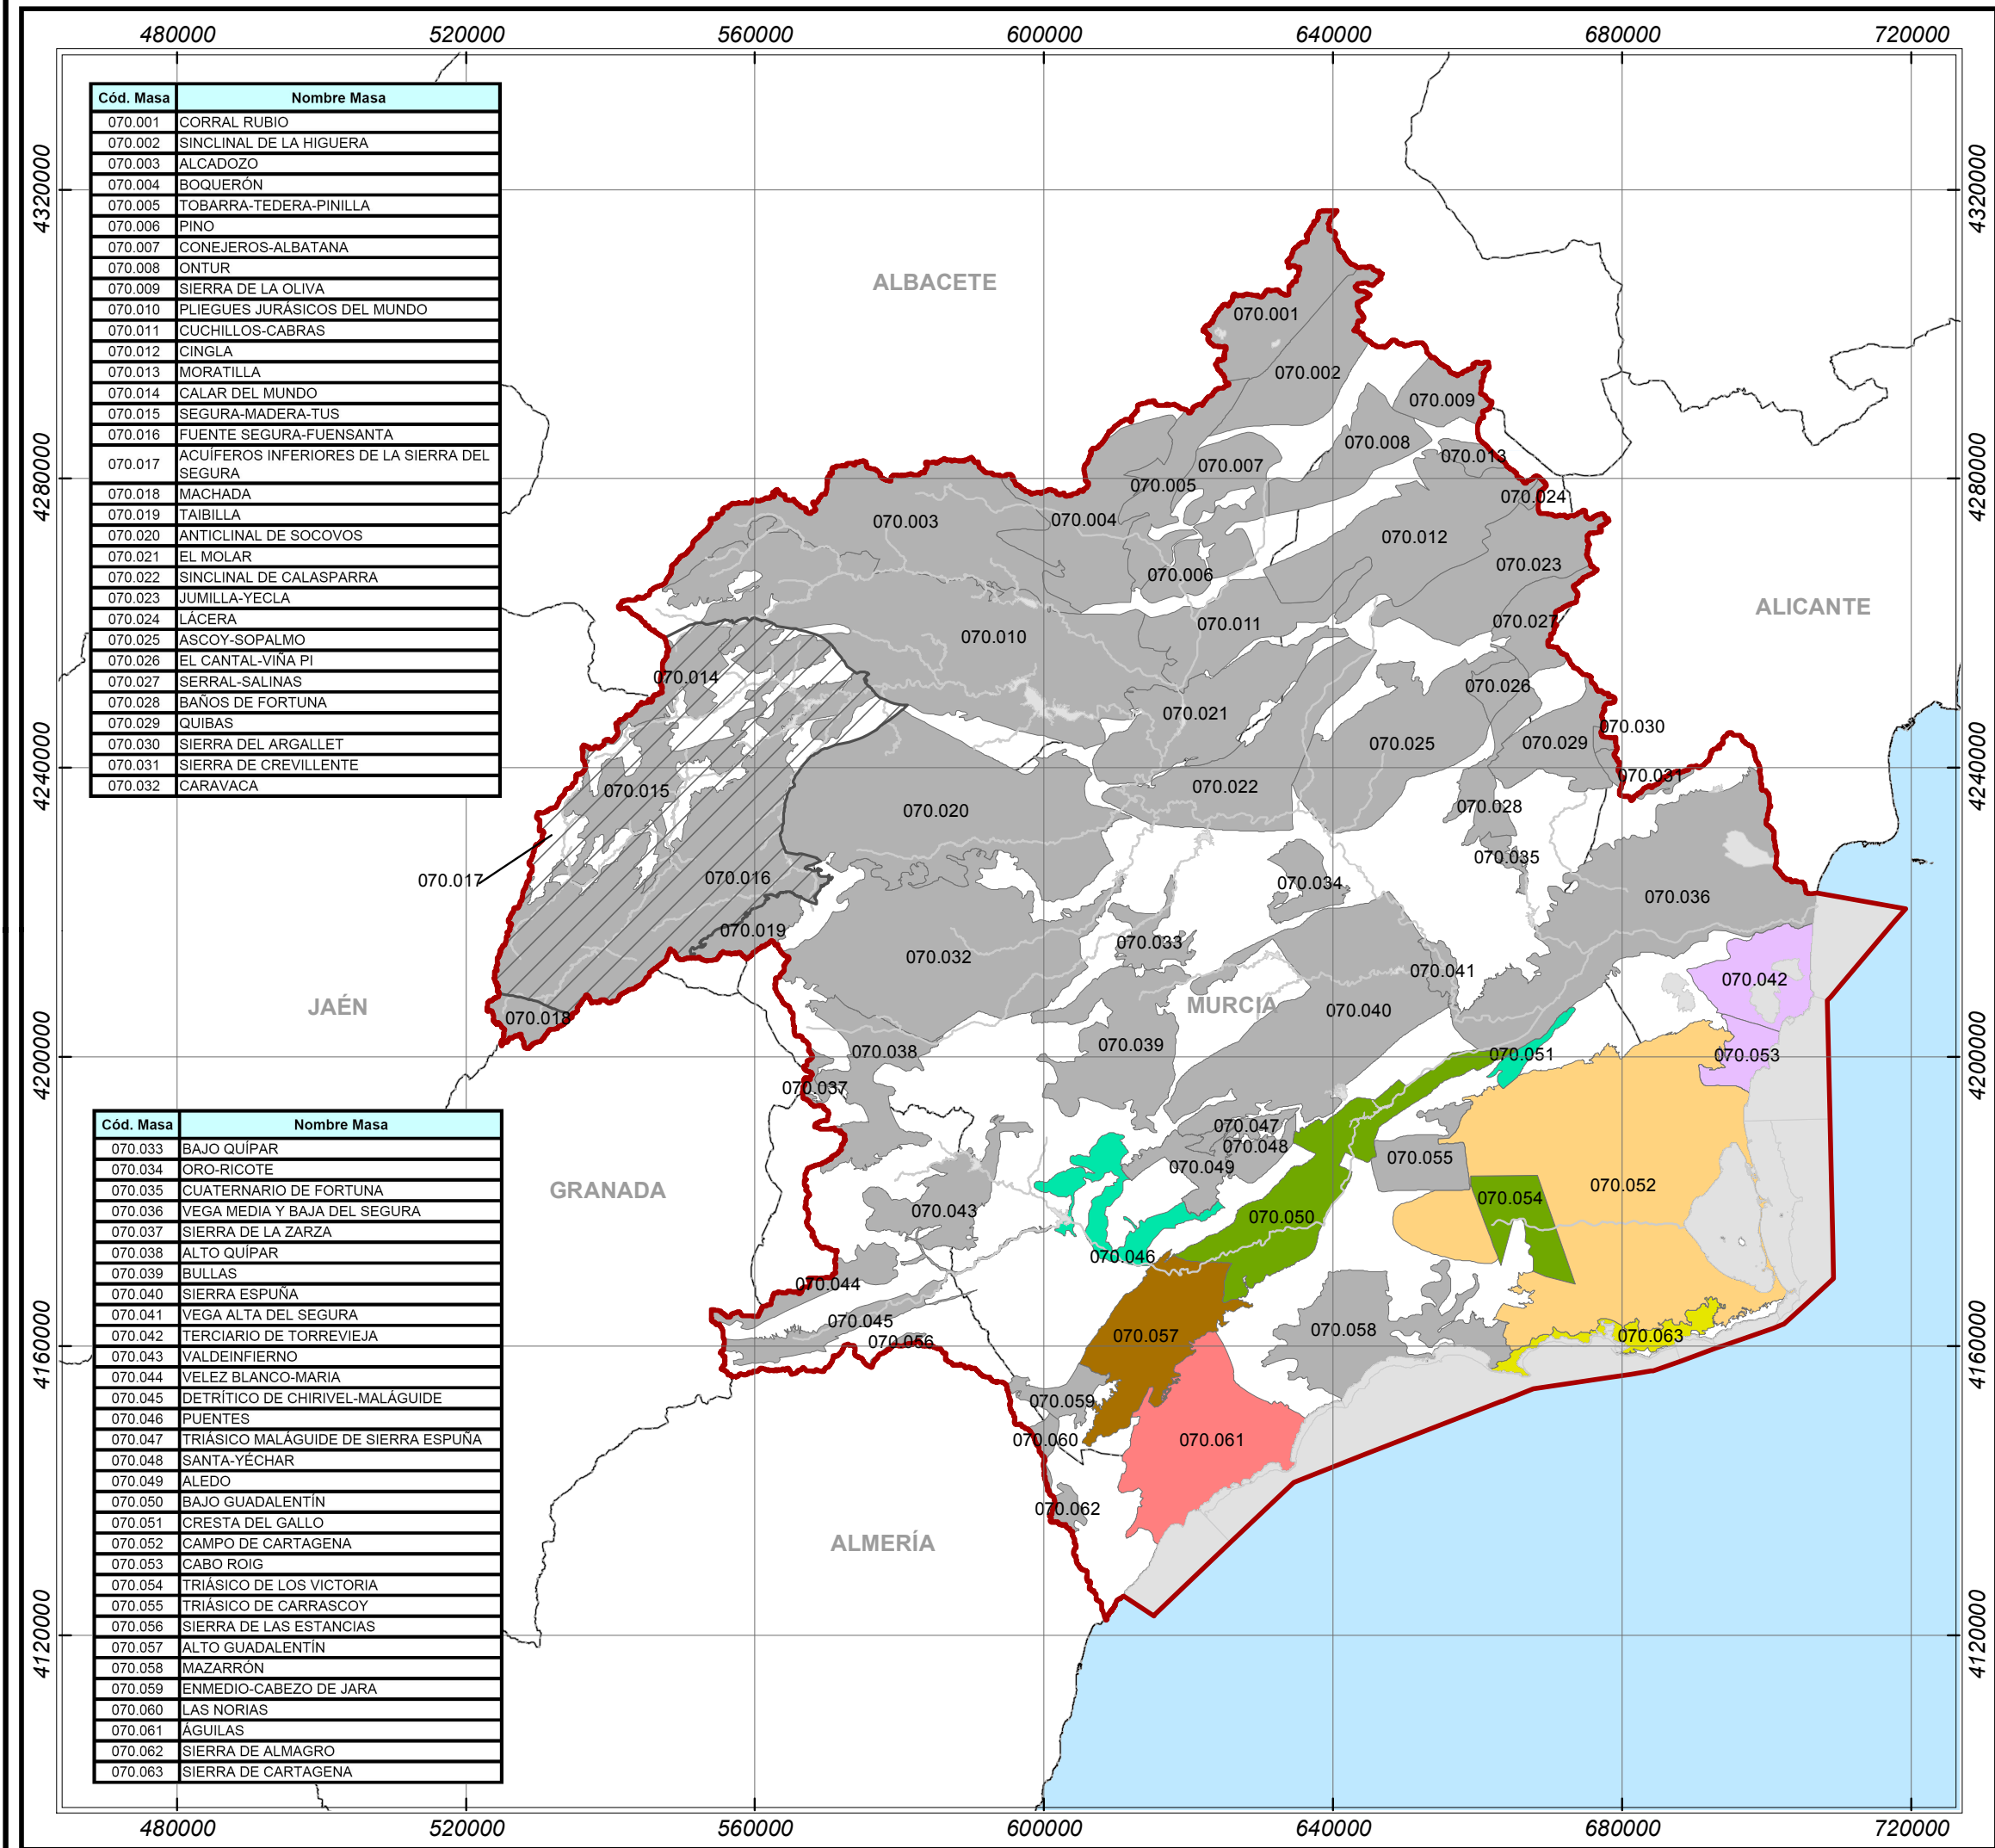 480000 520000 560000 600000 640000 680000 720000
Cód. Masa Nombre Masa
070.001 CORRAL RUBIO
070.002 SINCLINAL DE LA HIGUERA
070.003 ALCADOZO
070.004 BOQUERÓN
070.005 TOBARRA-TEDERA-PINILLA
070.006 PINO
070.007 CONEJEROS-ALBATANA
070.008 ONTUR
070.009 SIERRA DE LA OLIVA
070.010 PLIEGUES JURÁSICOS DEL MUNDO
070.011 CUCHILLOS-CABRAS
070.012 CINGLA
070.013 MORATILLA
070.014 CALAR DEL MUNDO
070.015 SEGURA-MADERA-TUS
070.016 FUENTE SEGURA-FUENSANTA
070.017 ACUÍFEROS INFERIORES DE LA SIERRA DEL
SEGURA
070.018 MACHADA
070.019 TAIBILLA
070.020 ANTICLINAL DE SOCOVOS
070.021 EL MOLAR
070.022 SINCLINAL DE CALASPARRA
070.023 JUMILLA-YECLA
070.024 LÁCERA
070.025 ASCOY-SOPALMO
070.026 EL CANTAL-VIÑA PI
070.027 SERRAL-SALINAS
070.028 BAÑOS DE FORTUNA
070.029 QUIBAS
070.030 SIERRA DEL ARGALLET
070.031 SIERRA DE CREVILLENTE
070.032 CARAVACA
Cód. Masa Nombre Masa
070.033 BAJO QUÍPAR
070.034 ORO-RICOTE
070.035 CUATERNARIO DE FORTUNA
070.036 VEGA MEDIA Y BAJA DEL SEGURA
070.037 SIERRA DE LA ZARZA
070.038 ALTO QUÍPAR
070.039 BULLAS
070.040 SIERRA ESPUÑA
070.041 VEGA ALTA DEL SEGURA
070.042 TERCIARIO DE TORREVIEJA
070.043 VALDEINFIERNO
070.044 VELEZ BLANCO-MARIA
070.045 DETRÍTICO DE CHIRIVEL-MALÁGUIDE
070.046 PUENTES
070.047 TRIÁSICO MALÁGUIDE DE SIERRA ESPUÑA
070.048 SANTA-YÉCHAR
070.049 ALEDO
070.050 BAJO GUADALENTÍN
070.051 CRESTA DEL GALLO
070.052 CAMPO DE CARTAGENA
070.053 CABO ROIG
070.054 TRIÁSICO DE LOS VICTORIA
070.055 TRIÁSICO DE CARRASCOY
070.056 SIERRA DE LAS ESTANCIAS
070.057 ALTO GUADALENTÍN
070.058 MAZARRÓN
070.059 ENMEDIO-CABEZO DE JARA
070.060 LAS NORIAS
070.061 ÁGUILAS
070.062 SIERRA DE ALMAGRO
070.063 SIERRA DE CARTAGENA
4320000
4280000
4240000
4200000
4160000
4120000
ALBACETE
070.001
070.002
070.009
070.008
070.007
070.013
070.005
070.024
070.003
070.004
070.012
070.023
070.006
ALICANTE
070.027
070.011
070.010
070.014
070.026
070.021
070.030
070.025
070.029
070.031
070.015
070.022
070.028
070.020
070.035
070.017
070.016
070.034
070.036
070.019
070.033
070.032
070.041
070.042
JAÉN
MURCIA
070.040
070.018
070.039
070.038
070.051
070.053
070.037
070.047
070.048
070.055
070.049
GRANADA
070.052
070.054
070.043
070.050
070.046
070.044
070.045
070.058
070.057
070.063
070.056
070.059
070.060
070.061
070.062
ALMERÍA
4320000
4280000
4240000
4200000
4160000
4120000
480000 520000 560000 600000 640000 680000 720000